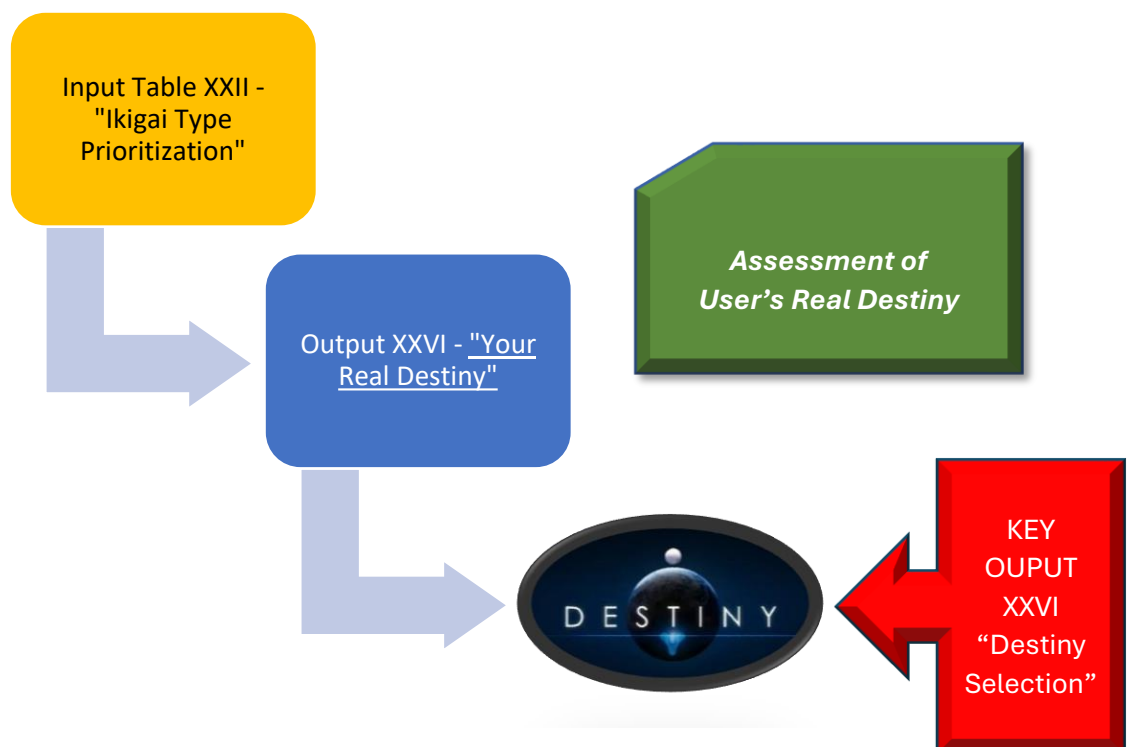 Input Table XXII -
"Ikigai Type
Prioritization"
Assessment of
User’s Real Destiny
Output XXVI - "Your
Real Destiny"
DESTINY
KEY
OUPUT
XXVI
“Destiny
Selection”